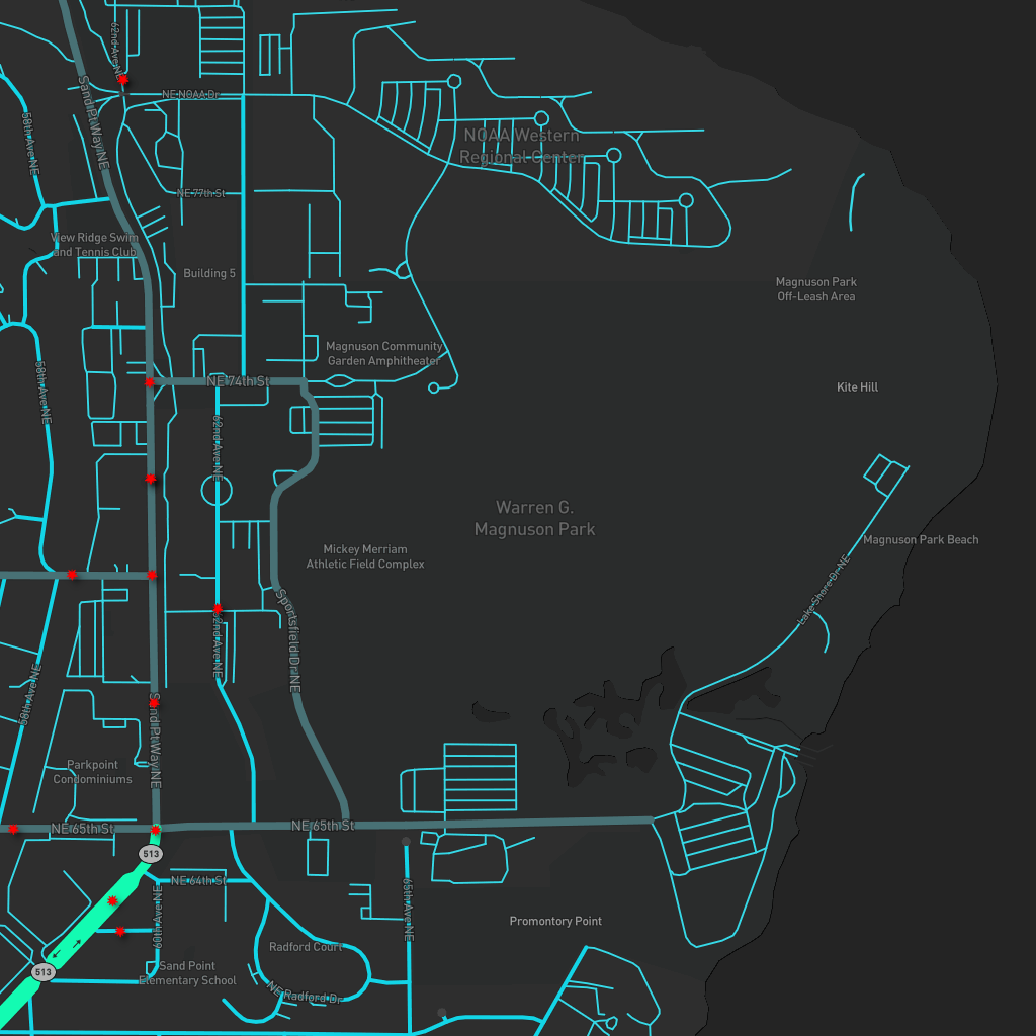 62nd Ave NE
Sand Pt Way NE
NE NOAA Dr
58th Ave NE
NOAA Western
Regional Center
NE 77th St
View Ridge Swim
and Tennis Club
Building 5
Magnuson Park
Off-Leash Area
Magnuson Community
Garden Amphitheater
NE 74th St
Kite Hill
58th Ave NE
62nd Ave NE
Warren G.
Magnuson Park
Magnuson Park Beach
Mickey Merriam
Athletic Field Complex
Lake Shore Dr NE
Sportsfield Dr NE
62nd Ave NE
58th Ave NE
Sand Pt Way NE
Parkpoint
Condominiums
NE 65th St
NE 65th St
513
NE 64th St
60th Ave NE
65th Ave NE
Promontory Point
Radford Court
513
Sand Point
Elementary School
NE Radford Dr